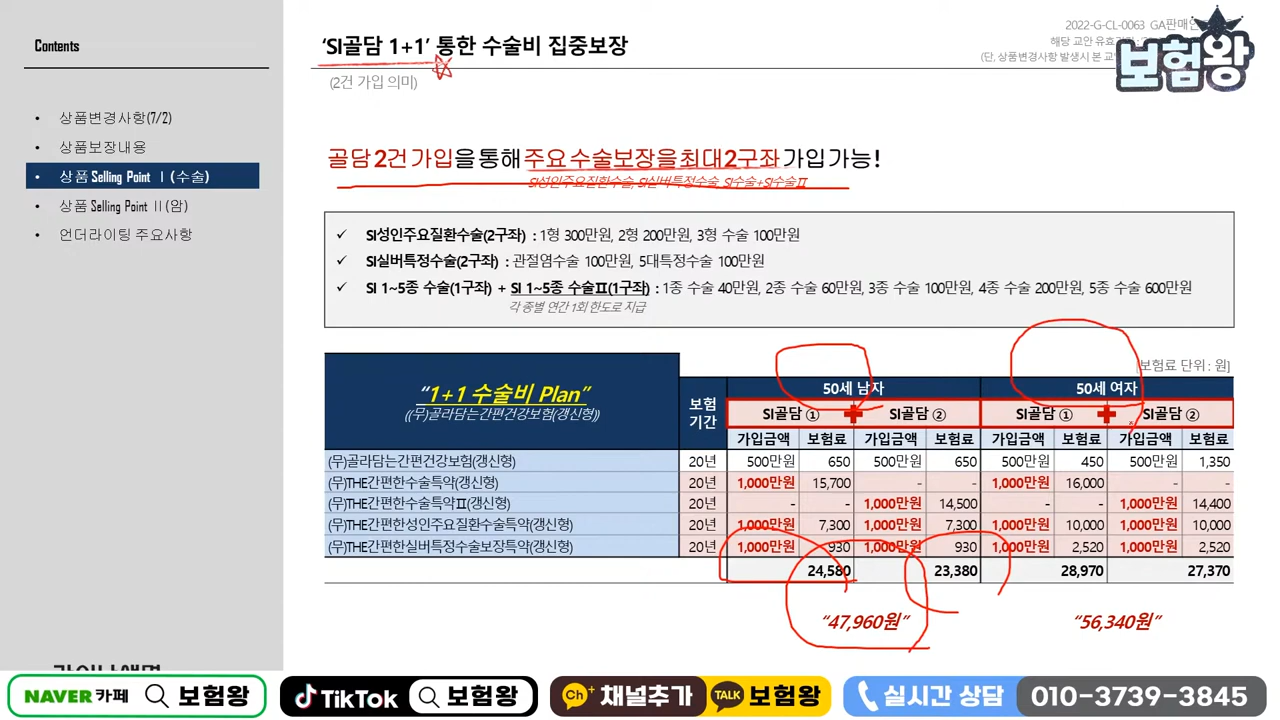 Contents
상품변경사항(7/2)
상품보장내용
상품 Selling Point Ⅰ (수술)
상품 Selling Point Ⅱ (암)
언더라이팅 주요사항
'SI골담 1+1' 통한 수술비 집중보장
(2건 가입 의미)
2022-G-CL-0063 GA판매인
해당 교안 유효기간
(단, 상품변경사항 발생시 본 교
보험왕
골담 2건 가입을 통해 주요 수술보장을 최대 2구좌 가입 가능!
SI성인주요질환수술, SI실버특정수술, SI수술+SI수술Ⅱ
✓ SI성인주요질환수술(2구좌) : 1형 300만원, 2형 200만원, 3형 수술 100만원
✓ SI실버특정수술(2구좌) : 관절염수술 100만원, 5대특정수술 100만원
✓ SI 1~5종 수술(1구좌) + SI 1~5종 수술Ⅱ(1구좌) : 1종 수술 40만원, 2종 수술 60만원, 3종 수술 100만원, 4종 수술 200만원, 5종 수술 600만원
각 종별 연간 1회 한도로 지급
[보험료 단위 : 원]
"1+1 수술비 Plan"
((무)골라담는간편건강보험(갱신형))
보험기간 50세 남자 50세 여자
SI골담 ① + SI골담 ② SI골담 ① + SI골담 ②
가입금액 보험료 가입금액 보험료 가입금액 보험료 가입금액 보험료
(무)골라담는간편건강보험(갱신형) 20년 500만원 650 500만원 650 500만원 450 500만원 1,350
(무)THE간편한수술특약(갱신형) 20년 1,000만원 15,700 - - 1,000만원 16,000 - -
(무)THE간편한수술특약Ⅱ(갱신형) 20년 - - 1,000만원 14,500 - - 1,000만원 14,400
(무)THE간편한성인주요질환수술특약(갱신형) 20년 1,000만원 7,300 1,000만원 7,300 1,000만원 10,000 1,000만원 10,000
(무)THE간편한실버특정수술보장특약(갱신형) 20년 1,000만원 930 1,000만원 930 1,000만원 2,520 1,000만원 2,520
24,580 23,380 28,970 27,370
"47,960원" "56,340원"
NAVER 카페 보험왕
TikTok 보험왕
Ch+ 채널추가 TALK 보험왕
실시간 상담 010-3739-3845